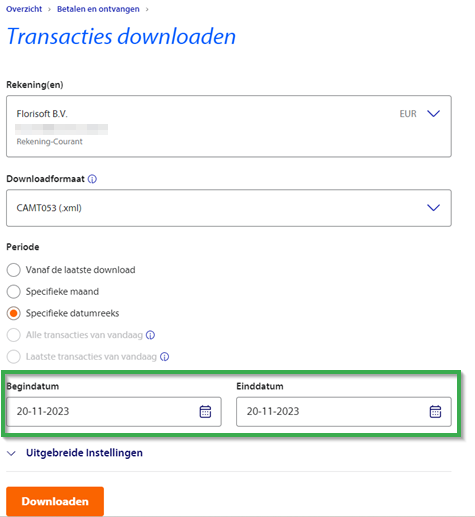 Overzicht › Betalen en ontvangen ›
Transacties downloaden
Rekening(en)
Florisoft B.V.
EUR
Rekening-Courant
Downloadformaat
CAMT053 (.xml)
Periode
Vanaf de laatste download
Specifieke maand
Specifieke datumreeks
Alle transacties van vandaag
Laatste transacties van vandaag
Begindatum Einddatum
20-11-2023 20-11-2023
Uitgebreide Instellingen
Downloaden